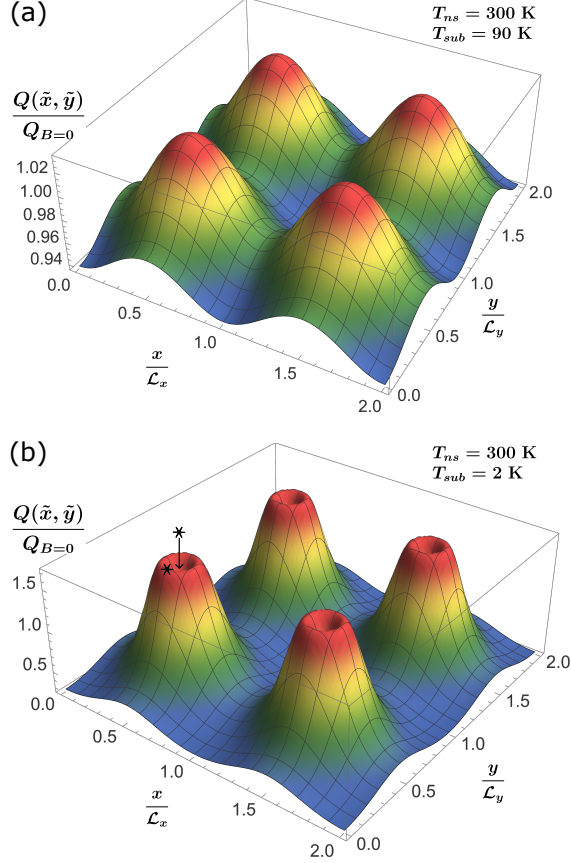 (a)
T_ns = 300 K
T_sub = 90 K
Q(x̃, ỹ)
Q_B=0
1.02
1.00
0.98
0.96
0.94
0.0
0.5
1.0
1.5
2.0
x
ℒ_x
0.0
0.5
1.0
1.5
2.0
y
ℒ_y
(b)
T_ns = 300 K
T_sub = 2 K
Q(x̃, ỹ)
Q_B=0
1.5
1.0
0.5
0.0
0.5
1.0
1.5
2.0
x
ℒ_x
0.0
0.5
1.0
1.5
2.0
y
ℒ_y
*
*